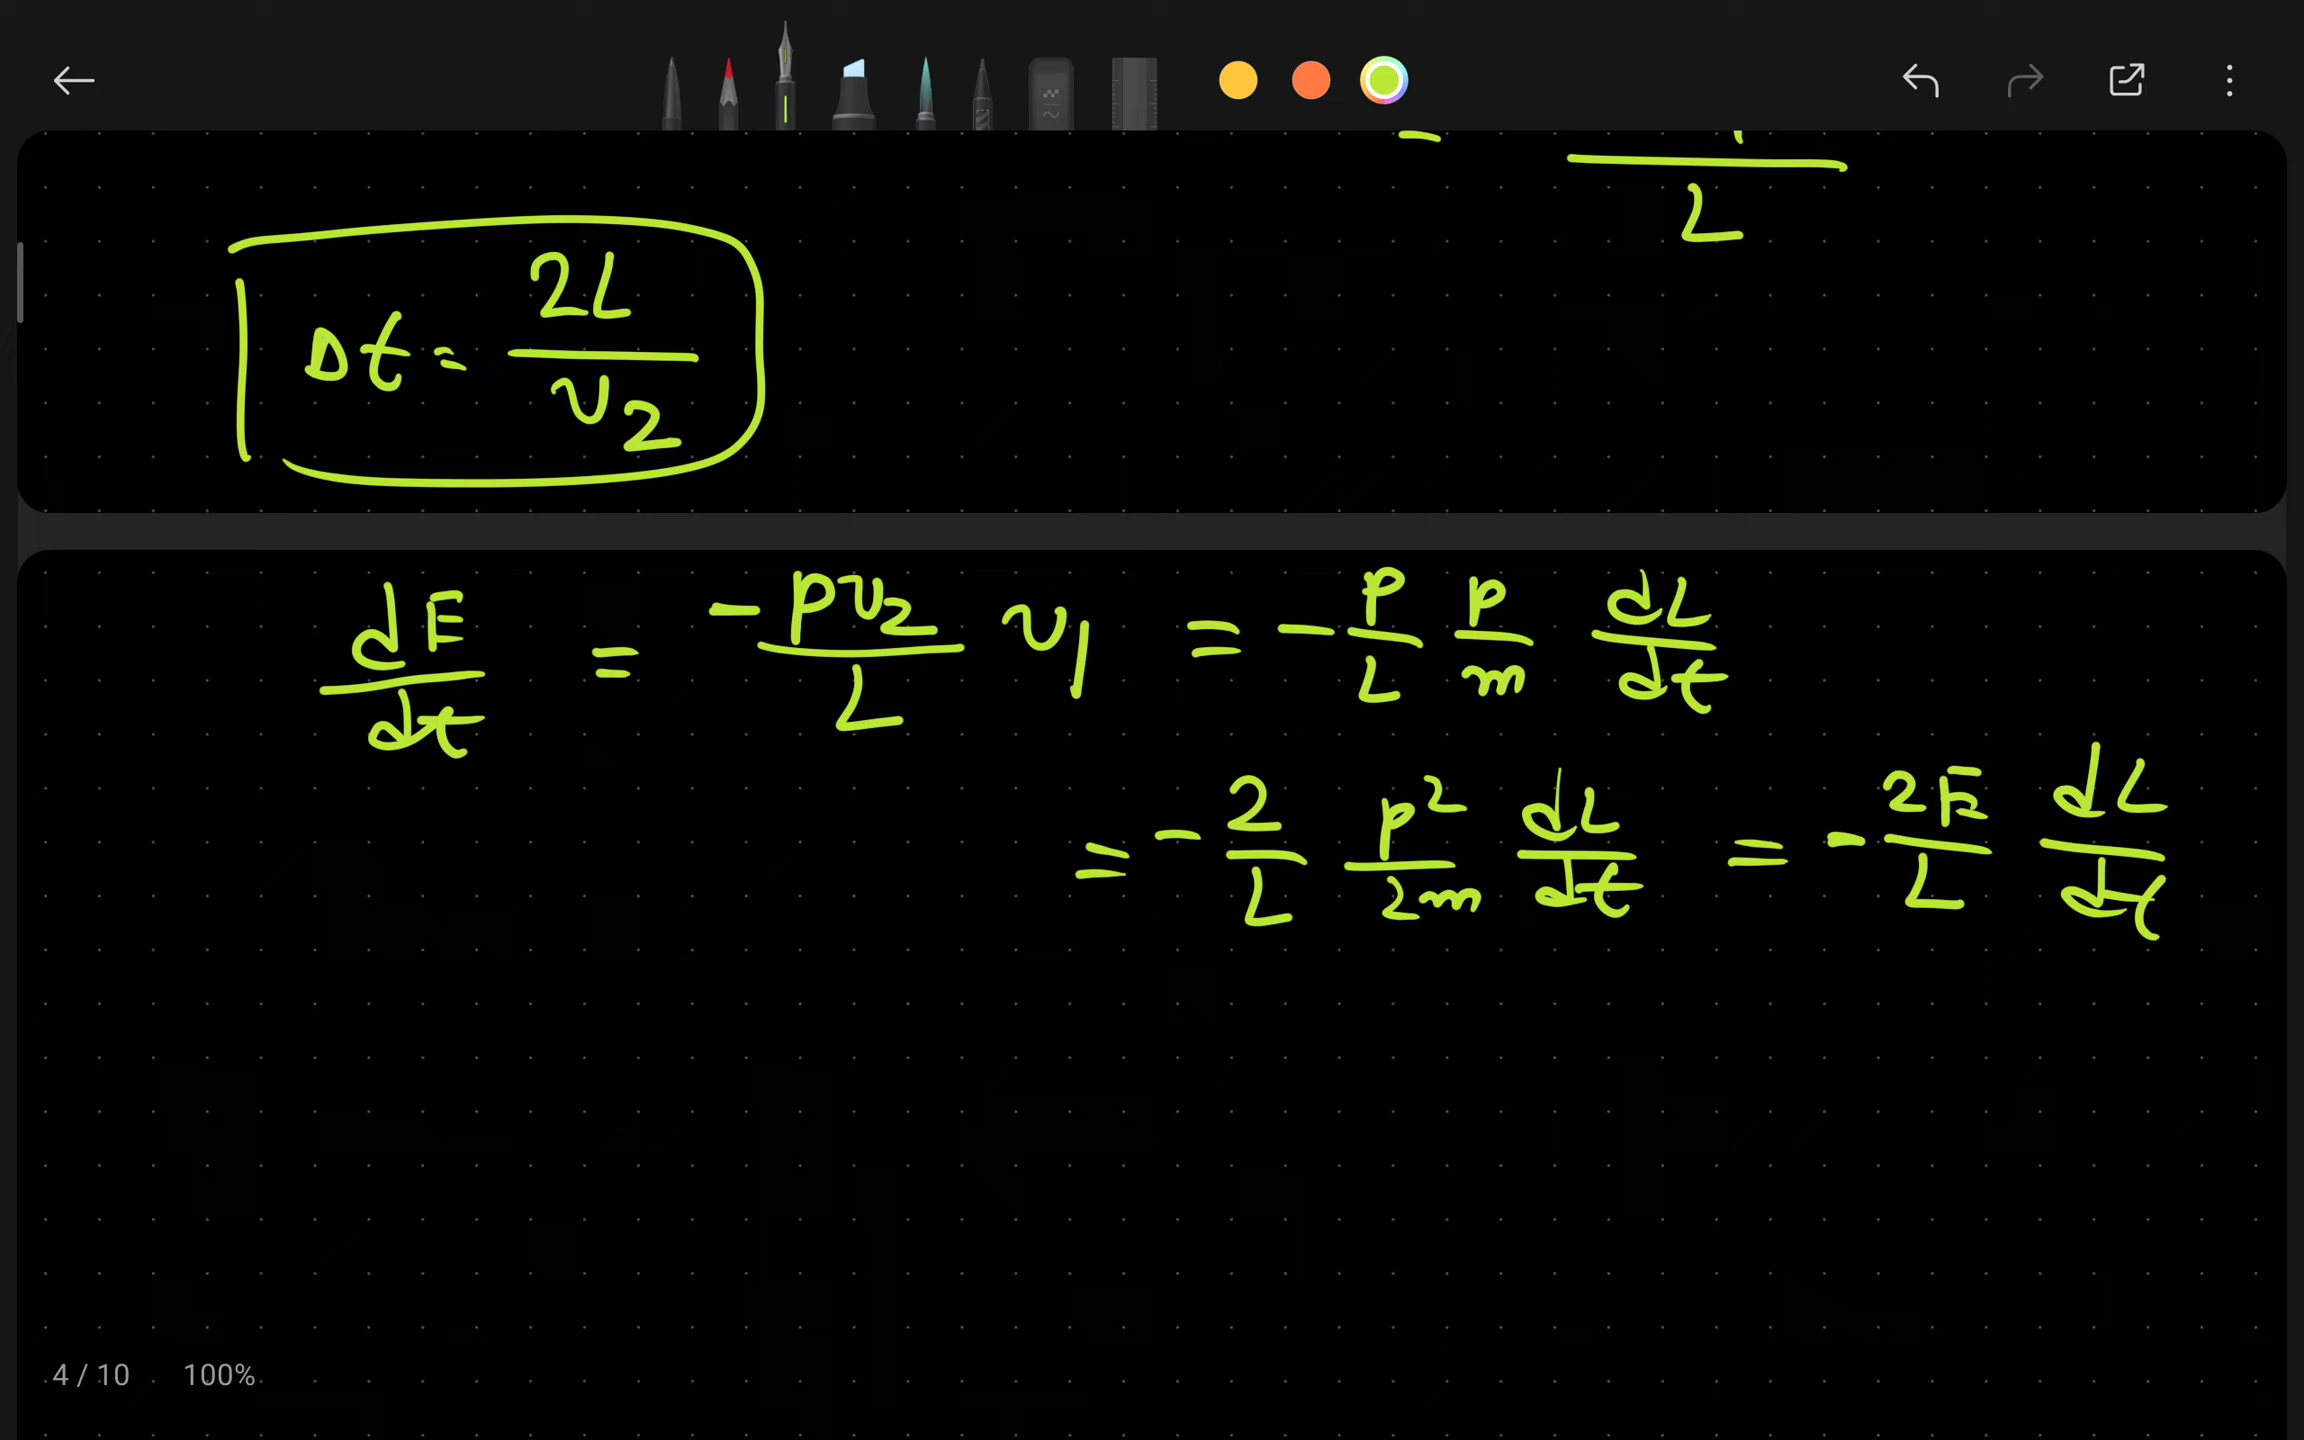 L
Δt = 2L / v₂
dE/dt = -pv₂/L v₁ = -p/L p/m dL/dt
= -2/L p²/2m dL/dt = -2E/L dL/dt
4 / 10 100%